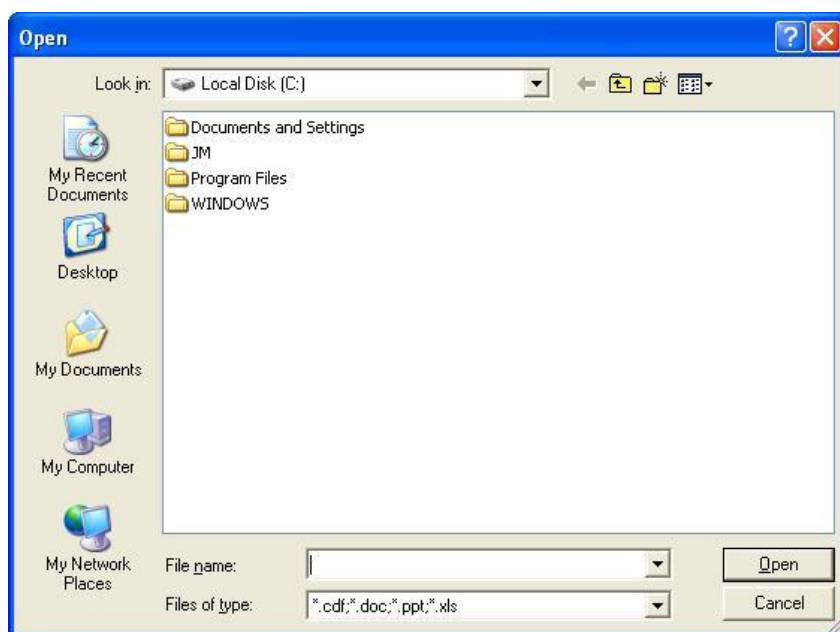 Open
Look in: Local Disk (C:)
My Recent
Documents
Desktop
My Documents
My Computer
My Network
Places
Documents and Settings
JM
Program Files
WINDOWS
File name:
Open
Files of type: *.cdf;*.doc;*.ppt;*.xls
Cancel